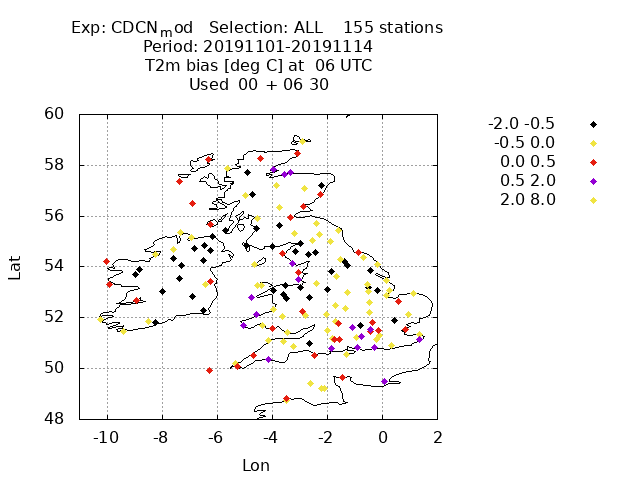 Exp: CDCNmod   Selection: ALL    155 stations
Period: 20191101-20191114
T2m bias [deg C] at  06 UTC
Used  00 + 06 30
-2.0 -0.5
-0.5 0.0
0.0 0.5
0.5 2.0
2.0 8.0
60
58
56
54
52
50
48
Lat
-10 -8 -6 -4 -2 0 2
Lon